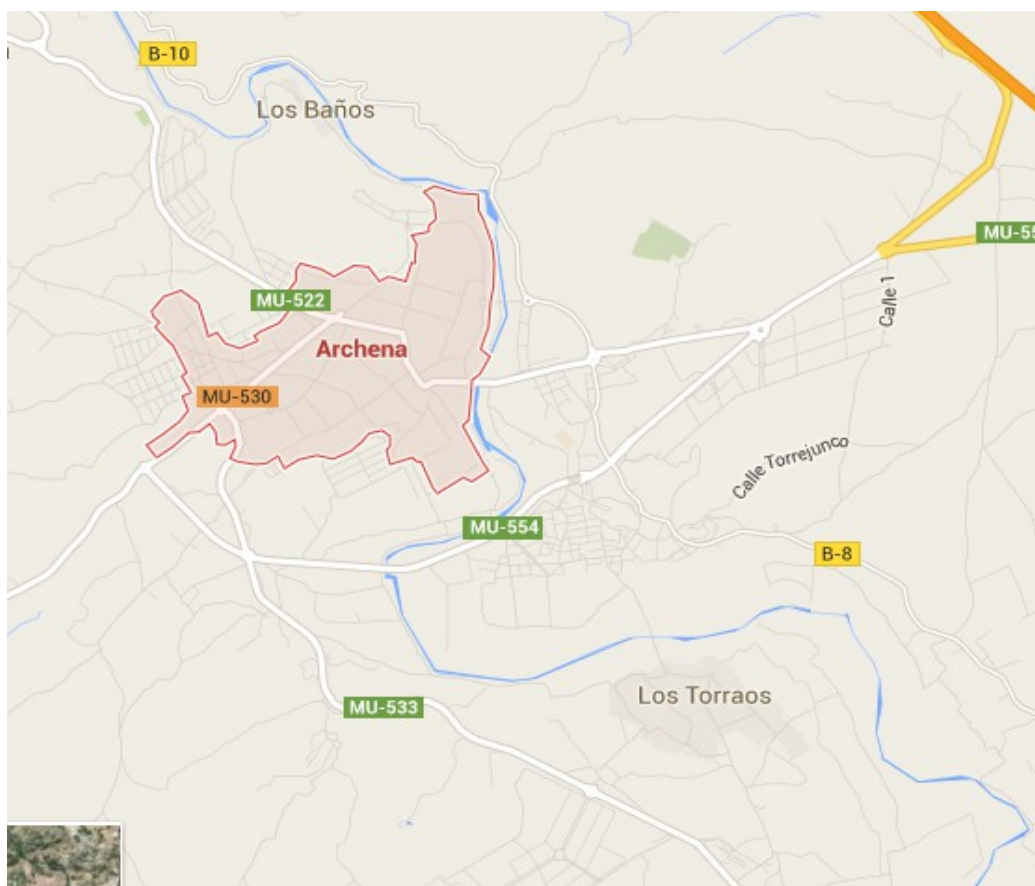 B-10
Los Baños
MU-55
Calle 1
MU-522
Archena
MU-530
Calle Torrejunco
MU-554
B-8
Los Torraos
MU-533